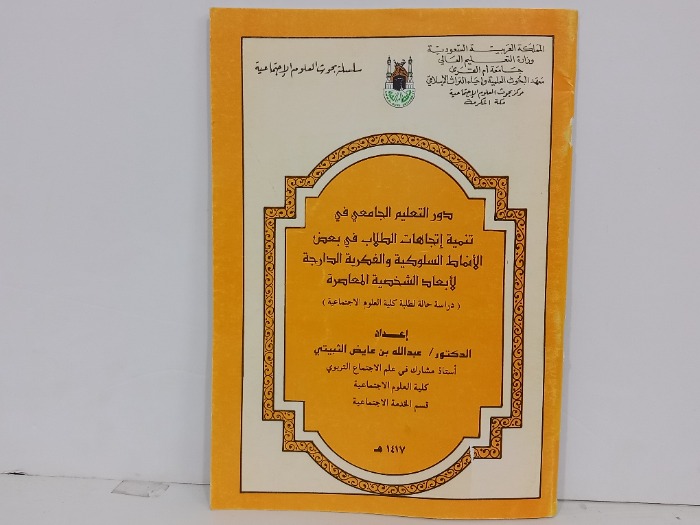 المملكة العربية السعودية
وزارة التعليم العالي
جامعة أم القرى
معهد البحوث العلمية وإحياء التراث الإسلامي
مركز بحوث العلوم الاجتماعية
مكة المكرمة
سلسلة بحوث العلوم الاجتماعية
دور التعليم الجامعي في
تنمية إتجاهات الطلاب في بعض
الأنماط السلوكية والفكرية الدارجة
لأبعاد الشخصية المعاصرة
( دراسة حالة لطلبة كلية العلوم الاجتماعية )
إعداد
الدكتور/ عبدالله بن عايض الثبيتي
أستاذ مشارك في علم الاجتماع التربوي
كلية العلوم الاجتماعية
قسم الخدمة الاجتماعية
١٤١٧ هـ